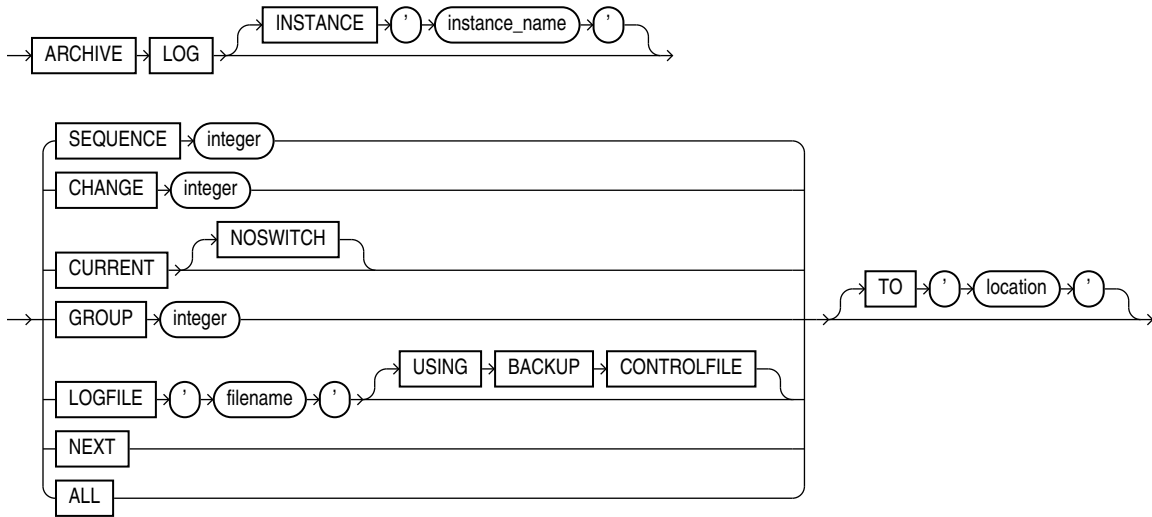 INSTANCE ' instance_name '
ARCHIVE LOG
SEQUENCE integer
CHANGE integer
NOSWITCH
CURRENT
TO ' location '
GROUP integer
USING BACKUP CONTROLFILE
LOGFILE ' filename '
NEXT
ALL